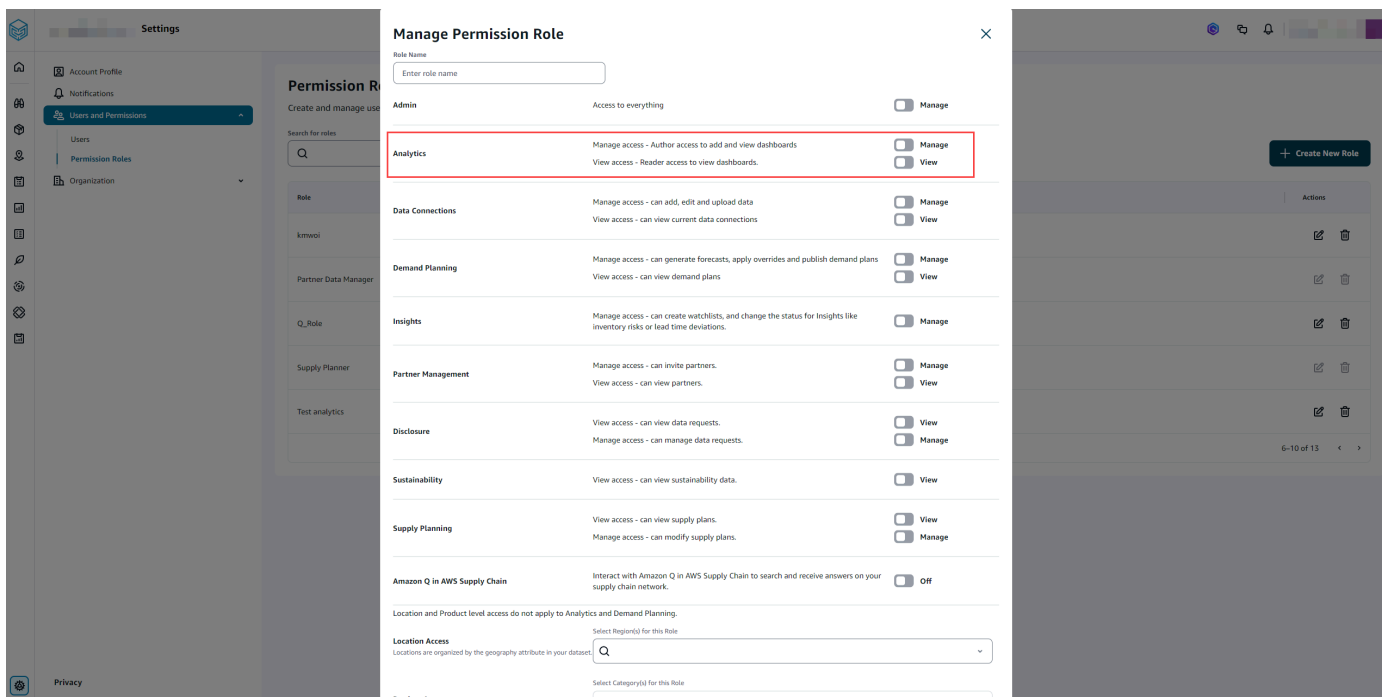 Settings
Account Profile
Notifications
Users and Permissions
Users
Permission Roles
Organization
Privacy
Permission R
Create and manage use
Search for roles
Role
kmwoi
Partner Data Manager
Q_Role
Supply Planner
Test analytics
Manage Permission Role
Role Name
Enter role name
Admin
Access to everything
Manage
Analytics
Manage access - Author access to add and view dashboards
Manage
View access - Reader access to view dashboards.
View
Data Connections
Manage access - can add, edit and upload data
Manage
View access - can view current data connections
View
Demand Planning
Manage access - can generate forecasts, apply overrides and publish demand plans
Manage
View access - can view demand plans
View
Insights
Manage access - can create watchlists, and change the status for Insights like
inventory risks or lead time deviations.
Manage
Partner Management
Manage access - can invite partners.
Manage
View access - can view partners.
View
Disclosure
View access - can view data requests.
View
Manage access - can manage data requests.
Manage
Sustainability
View access - can view sustainability data.
View
Supply Planning
View access - can view supply plans.
View
Manage access - can modify supply plans.
Manage
Amazon Q in AWS Supply Chain
Interact with Amazon Q in AWS Supply Chain to search and receive answers on your
supply chain network.
Off
Location and Product level access do not apply to Analytics and Demand Planning.
Location Access
Locations are organized by the geography attribute in your dataset.
Select Region(s) for this Role
Select Category(s) for this Role
+ Create New Role
Actions
6–10 of 13